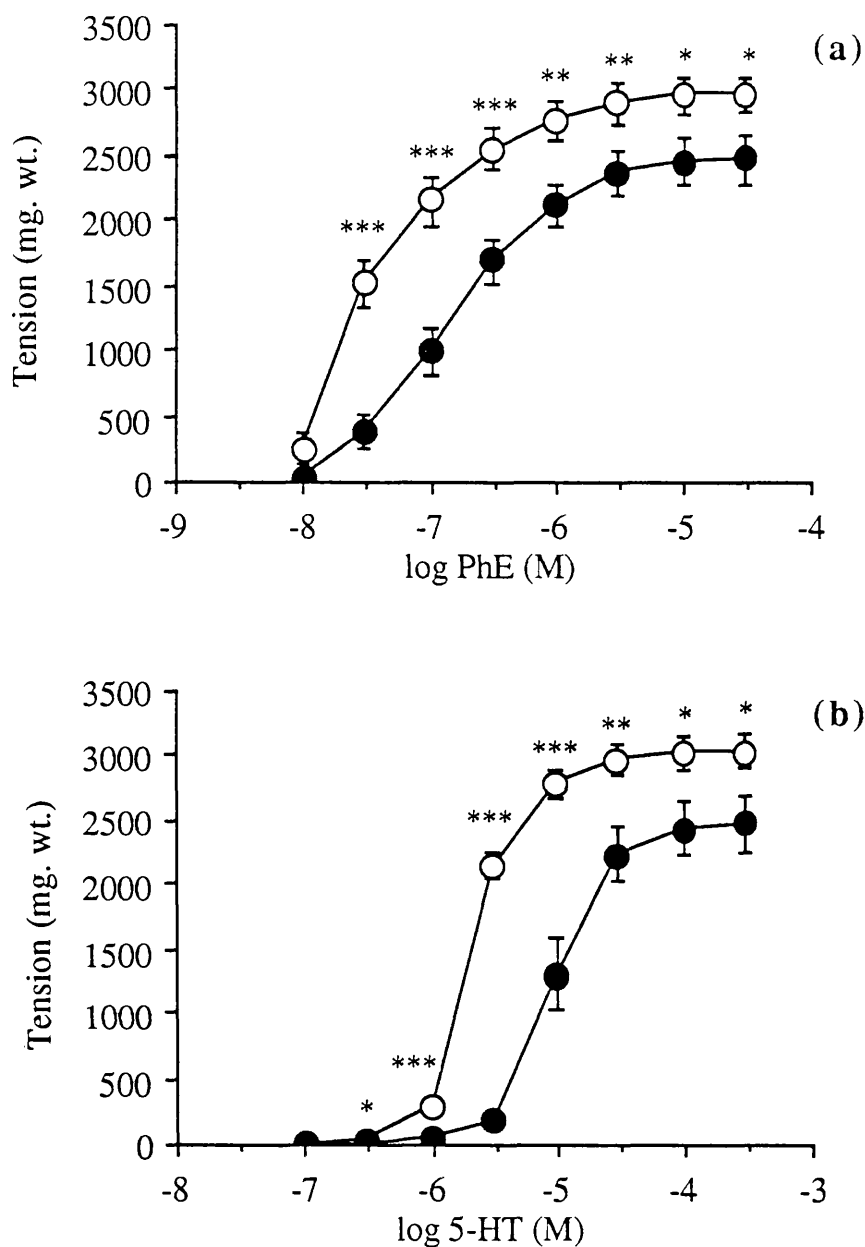 (a)
3500
3000
2500
2000
1500
1000
500
0
Tension (mg. wt.)
*** *** *** ** ** * *
-9 -8 -7 -6 -5 -4
log PhE (M)
(b)
3500
3000
2500
2000
1500
1000
500
0
Tension (mg. wt.)
* *** *** *** ** * *
-8 -7 -6 -5 -4 -3
log 5-HT (M)